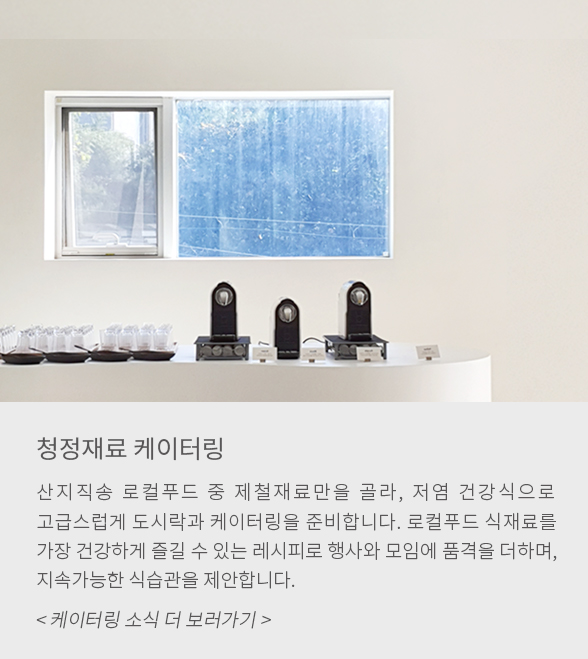 청정재료 케이터링
산지직송 로컬푸드 중 제철재료만을 골라, 저염 건강식으로
고급스럽게 도시락과 케이터링을 준비합니다. 로컬푸드 식재료를
가장 건강하게 즐길 수 있는 레시피로 행사와 모임에 품격을 더하며,
지속가능한 식습관을 제안합니다.
< 케이터링 소식 더 보러가기 >